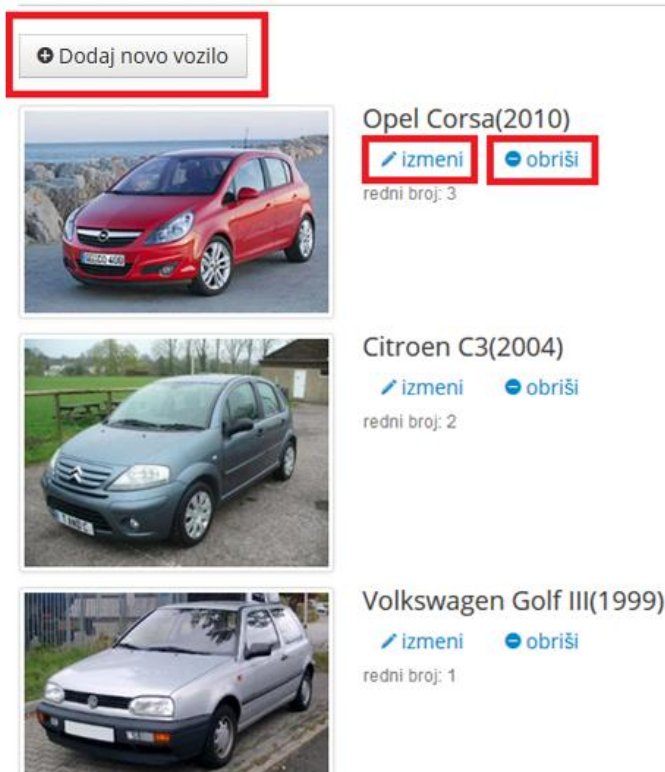 Dodaj novo vozilo
Opel Corsa(2010)
izmeni obriši
redni broj: 3
Citroen C3(2004)
izmeni obriši
redni broj: 2
Volkswagen Golf III(1999)
izmeni obriši
redni broj: 1